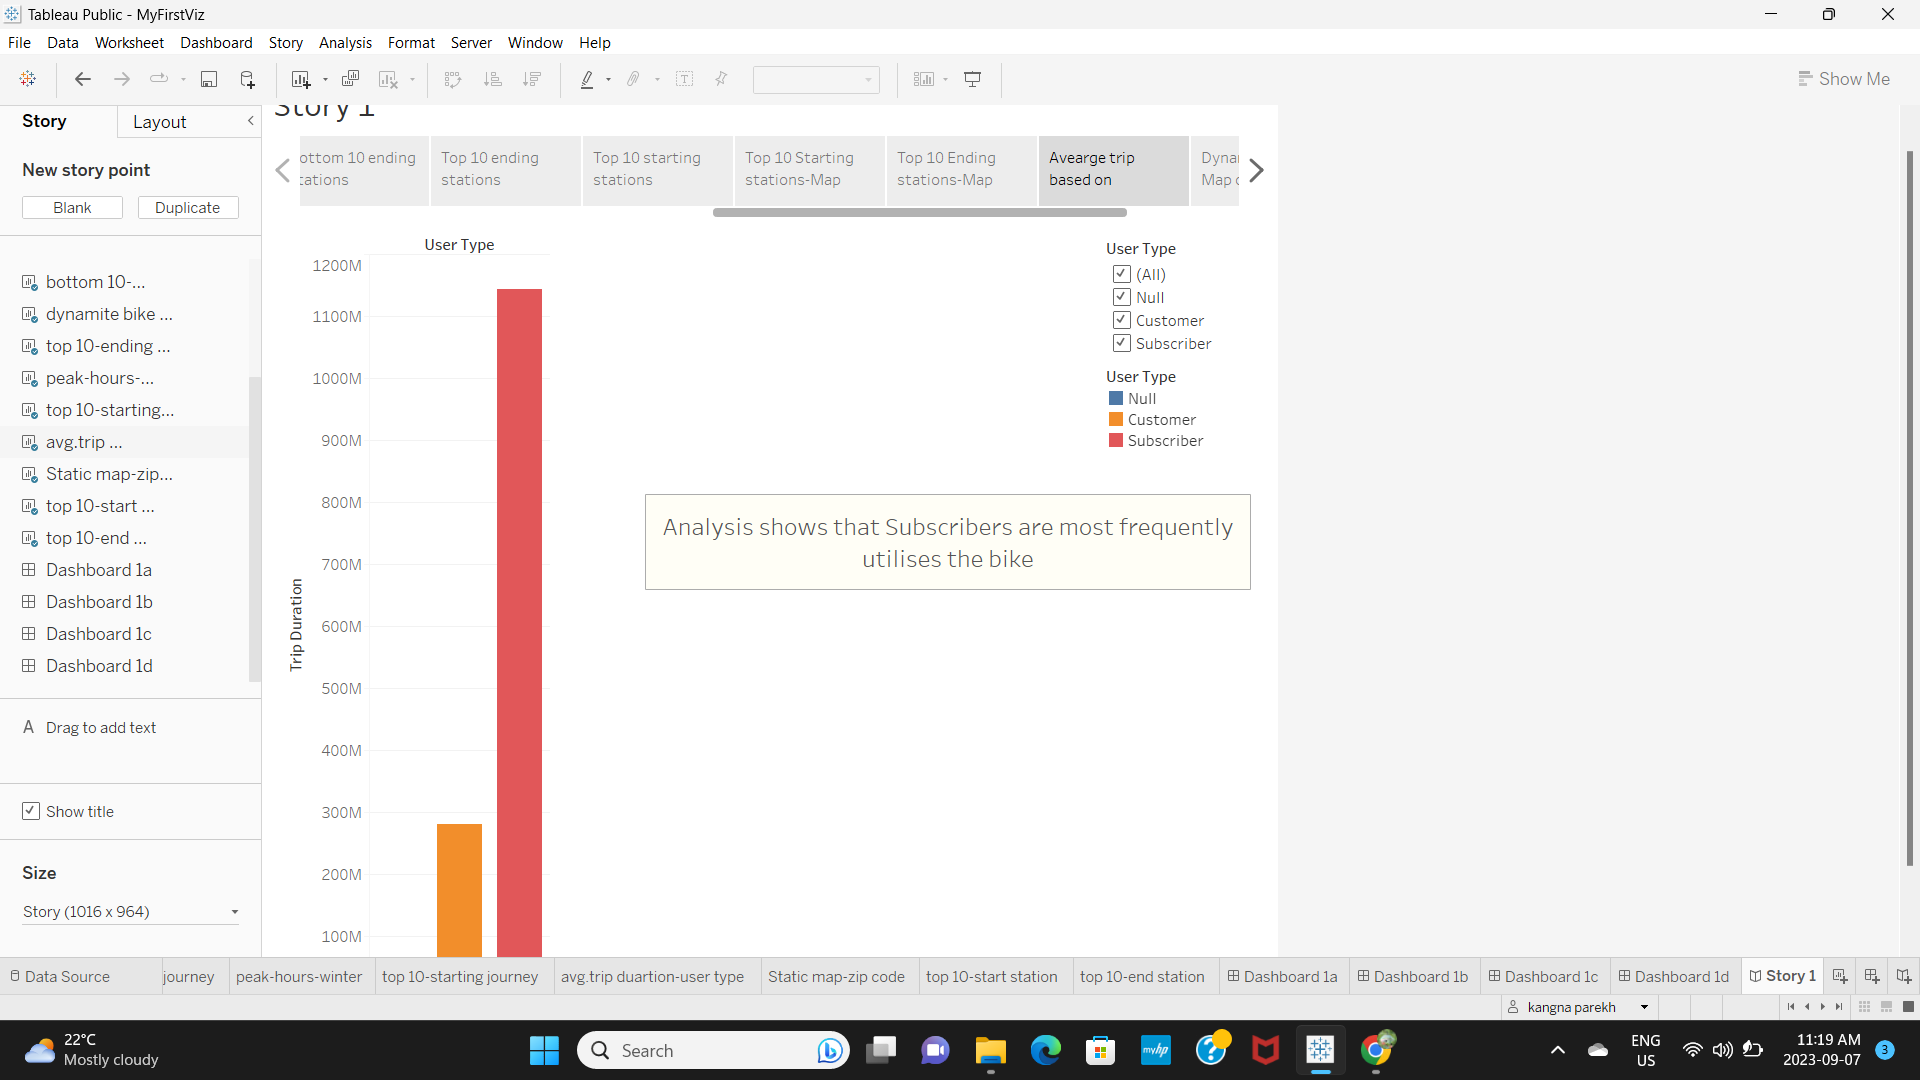 Tableau Public - MyFirstViz
File Data Worksheet Dashboard Story Analysis Format Server Window Help
Show Me
Story Layout
Story 1
New story point
Blank Duplicate
ottom 10 ending
tations
Top 10 ending
stations
Top 10 starting
stations
Top 10 Starting
stations-Map
Top 10 Ending
stations-Map
Avearge trip
based on
Dyna
Map
bottom 10-...
dynamite bike ...
top 10-ending ...
peak-hours-...
top 10-starting...
avg.trip ...
Static map-zip...
top 10-start ...
top 10-end ...
Dashboard 1a
Dashboard 1b
Dashboard 1c
Dashboard 1d
A Drag to add text
Show title
Size
Story (1016 x 964)
User Type
1200M
1100M
1000M
900M
800M
700M
600M
500M
400M
300M
200M
100M
Trip Duration
User Type
(All)
Null
Customer
Subscriber
User Type
Null
Customer
Subscriber
Analysis shows that Subscribers are most frequently
utilises the bike
Data Source journey peak-hours-winter top 10-starting journey avg.trip duartion-user type Static map-zip code top 10-start station top 10-end station Dashboard 1a Dashboard 1b Dashboard 1c Dashboard 1d Story 1
kangna parekh
22°C
Mostly cloudy
Search
myhp
ENG
US
11:19 AM
2023-09-07
3